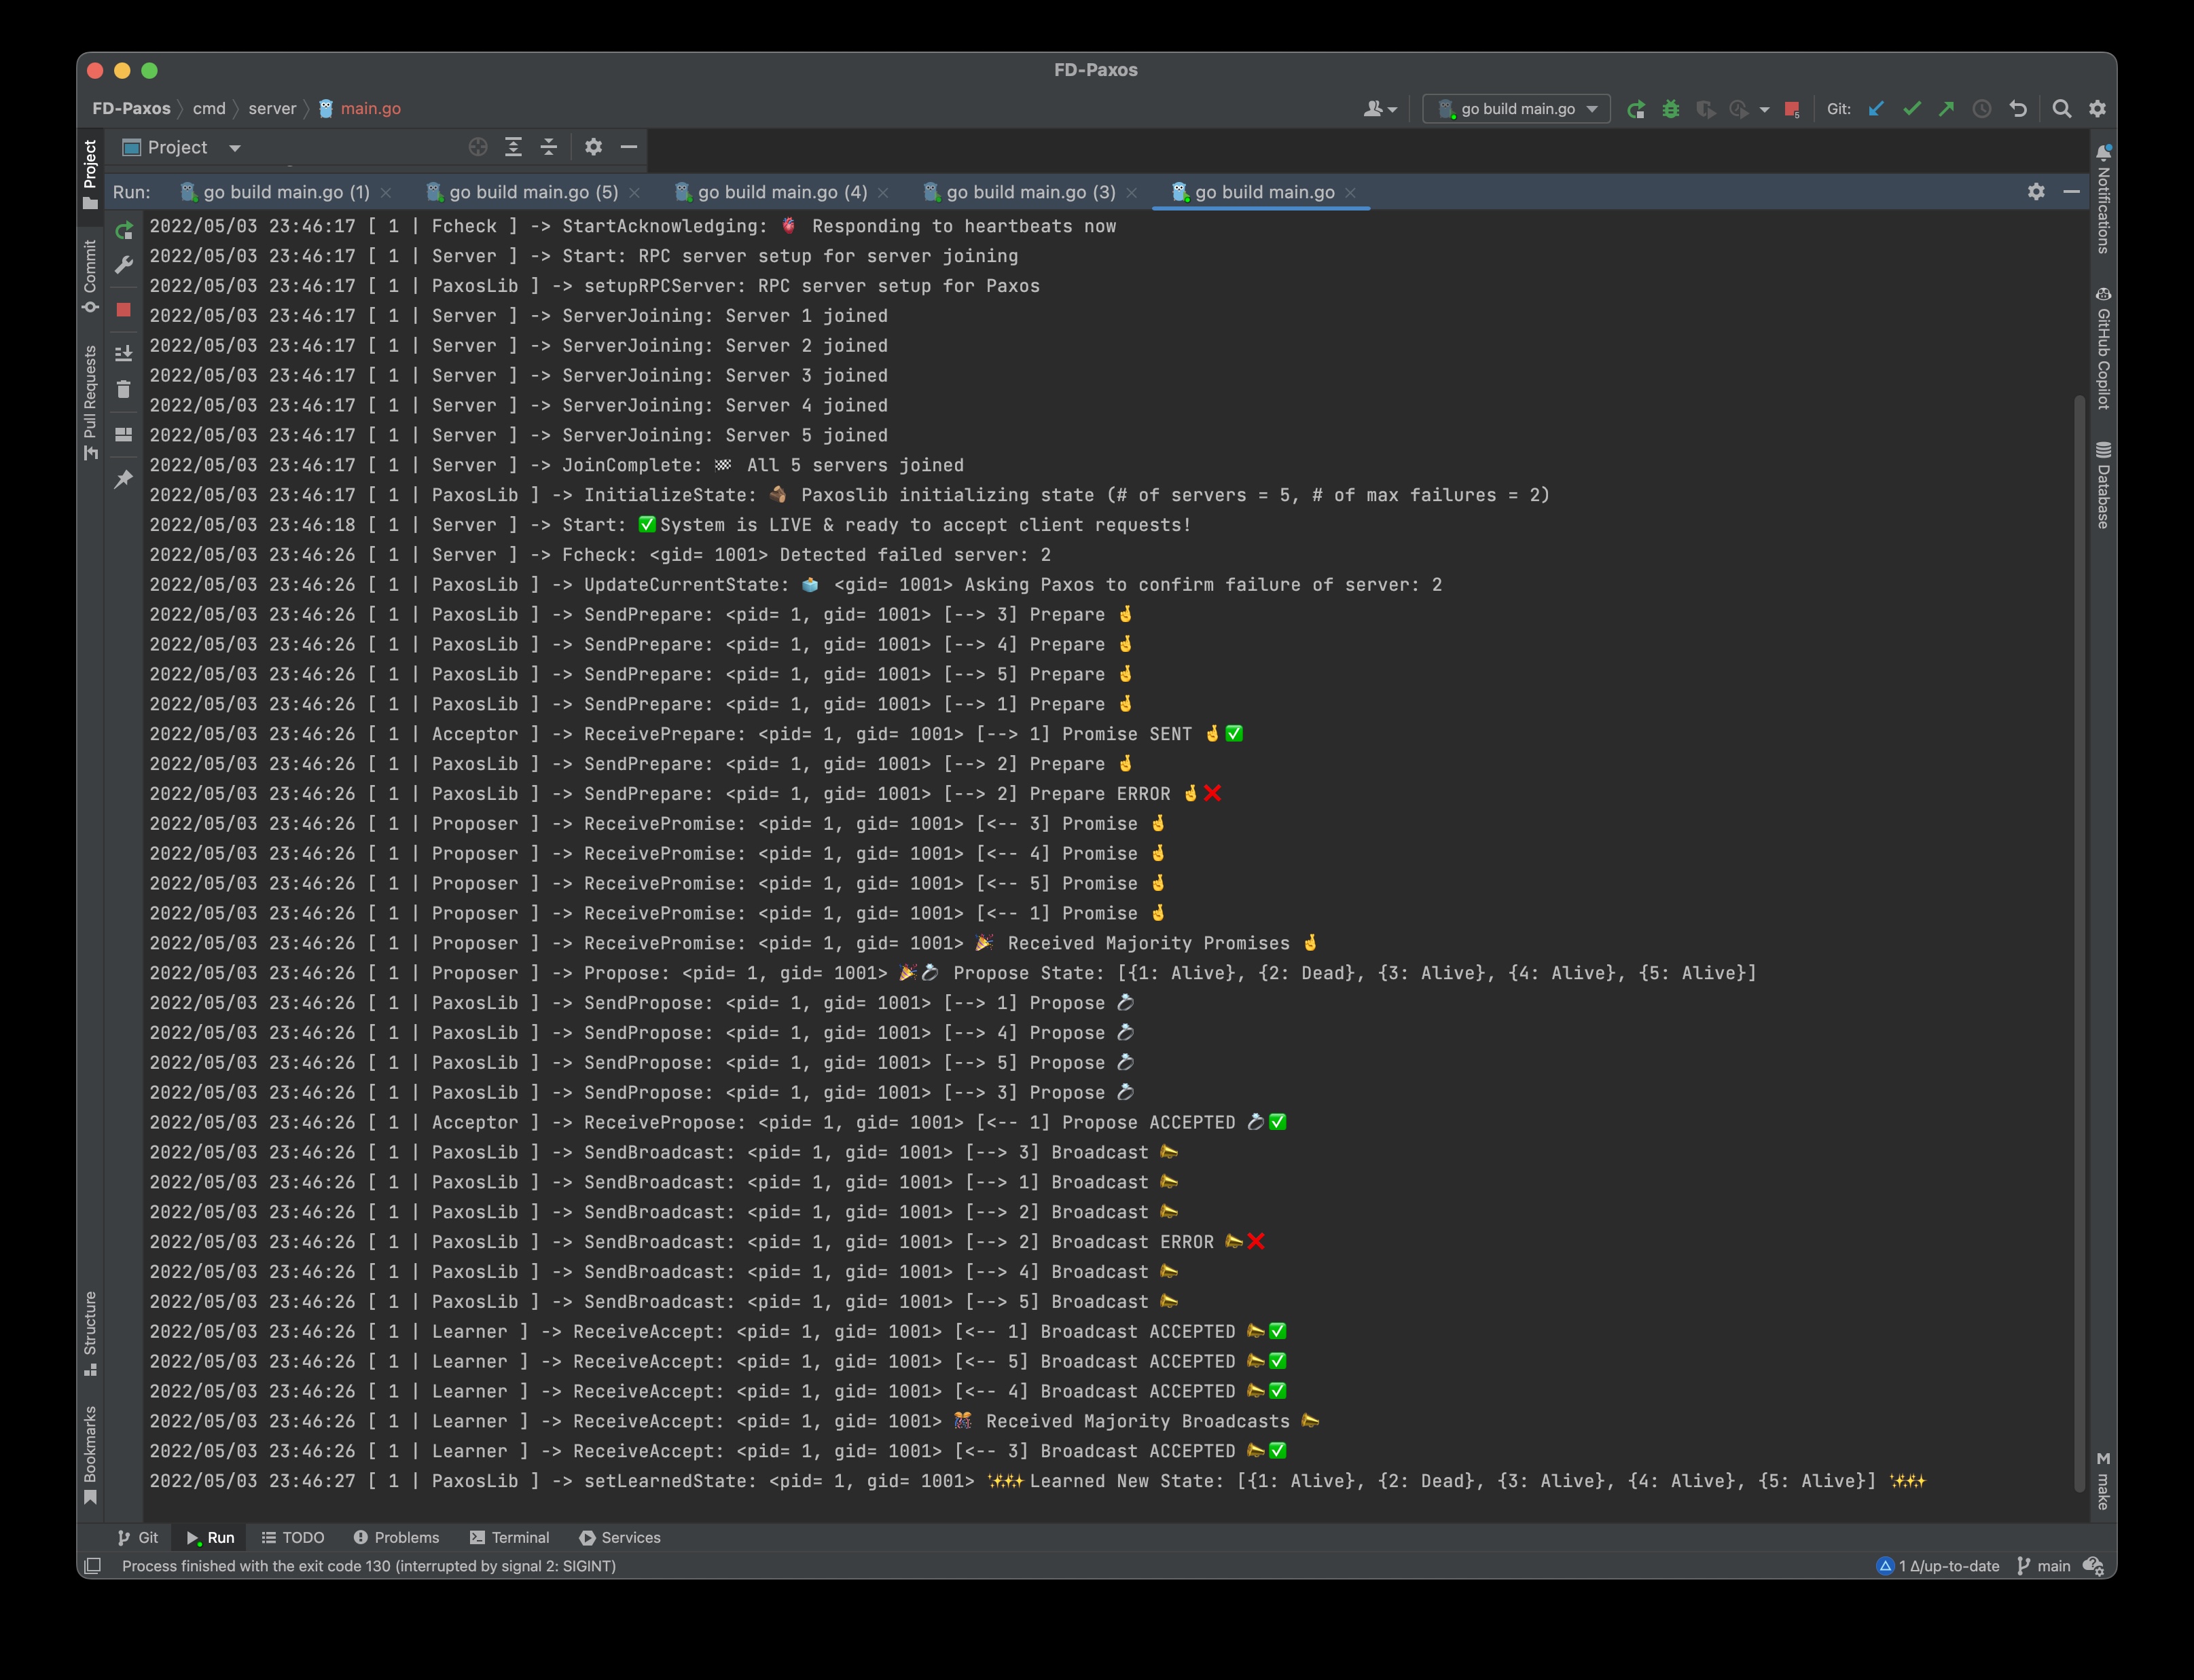 FD-Paxos
FD-Paxos cmd server main.go
go build main.go
5
Git:
Project
Run: go build main.go (1) go build main.go (5) go build main.go (4) go build main.go (3) go build main.go
2022/05/03 23:46:17 [ 1 | Fcheck ] -> StartAcknowledging: 🫀 Responding to heartbeats now
2022/05/03 23:46:17 [ 1 | Server ] -> Start: RPC server setup for server joining
2022/05/03 23:46:17 [ 1 | PaxosLib ] -> setupRPCServer: RPC server setup for Paxos
2022/05/03 23:46:17 [ 1 | Server ] -> ServerJoining: Server 1 joined
2022/05/03 23:46:17 [ 1 | Server ] -> ServerJoining: Server 2 joined
2022/05/03 23:46:17 [ 1 | Server ] -> ServerJoining: Server 3 joined
2022/05/03 23:46:17 [ 1 | Server ] -> ServerJoining: Server 4 joined
2022/05/03 23:46:17 [ 1 | Server ] -> ServerJoining: Server 5 joined
2022/05/03 23:46:17 [ 1 | Server ] -> JoinComplete: 🏁 All 5 servers joined
2022/05/03 23:46:17 [ 1 | PaxosLib ] -> InitializeState: 🪵 Paxoslib initializing state (# of servers = 5, # of max failures = 2)
2022/05/03 23:46:18 [ 1 | Server ] -> Start: ✅System is LIVE & ready to accept client requests!
2022/05/03 23:46:26 [ 1 | Server ] -> Fcheck: <gid= 1001> Detected failed server: 2
2022/05/03 23:46:26 [ 1 | PaxosLib ] -> UpdateCurrentState: 🗳 <gid= 1001> Asking Paxos to confirm failure of server: 2
2022/05/03 23:46:26 [ 1 | PaxosLib ] -> SendPrepare: <pid= 1, gid= 1001> [--> 3] Prepare 🤞
2022/05/03 23:46:26 [ 1 | PaxosLib ] -> SendPrepare: <pid= 1, gid= 1001> [--> 4] Prepare 🤞
2022/05/03 23:46:26 [ 1 | PaxosLib ] -> SendPrepare: <pid= 1, gid= 1001> [--> 5] Prepare 🤞
2022/05/03 23:46:26 [ 1 | PaxosLib ] -> SendPrepare: <pid= 1, gid= 1001> [--> 1] Prepare 🤞
2022/05/03 23:46:26 [ 1 | Acceptor ] -> ReceivePrepare: <pid= 1, gid= 1001> [--> 1] Promise SENT 🤞✅
2022/05/03 23:46:26 [ 1 | PaxosLib ] -> SendPrepare: <pid= 1, gid= 1001> [--> 2] Prepare 🤞
2022/05/03 23:46:26 [ 1 | PaxosLib ] -> SendPrepare: <pid= 1, gid= 1001> [--> 2] Prepare ERROR 🤞❌
2022/05/03 23:46:26 [ 1 | Proposer ] -> ReceivePromise: <pid= 1, gid= 1001> [<-- 3] Promise 🤞
2022/05/03 23:46:26 [ 1 | Proposer ] -> ReceivePromise: <pid= 1, gid= 1001> [<-- 4] Promise 🤞
2022/05/03 23:46:26 [ 1 | Proposer ] -> ReceivePromise: <pid= 1, gid= 1001> [<-- 5] Promise 🤞
2022/05/03 23:46:26 [ 1 | Proposer ] -> ReceivePromise: <pid= 1, gid= 1001> [<-- 1] Promise 🤞
2022/05/03 23:46:26 [ 1 | Proposer ] -> ReceivePromise: <pid= 1, gid= 1001> 🎉 Received Majority Promises 🤞
2022/05/03 23:46:26 [ 1 | Proposer ] -> Propose: <pid= 1, gid= 1001> 🎉💍 Propose State: [{1: Alive}, {2: Dead}, {3: Alive}, {4: Alive}, {5: Alive}]
2022/05/03 23:46:26 [ 1 | PaxosLib ] -> SendPropose: <pid= 1, gid= 1001> [--> 1] Propose 💍
2022/05/03 23:46:26 [ 1 | PaxosLib ] -> SendPropose: <pid= 1, gid= 1001> [--> 4] Propose 💍
2022/05/03 23:46:26 [ 1 | PaxosLib ] -> SendPropose: <pid= 1, gid= 1001> [--> 5] Propose 💍
2022/05/03 23:46:26 [ 1 | PaxosLib ] -> SendPropose: <pid= 1, gid= 1001> [--> 3] Propose 💍
2022/05/03 23:46:26 [ 1 | Acceptor ] -> ReceivePropose: <pid= 1, gid= 1001> [<-- 1] Propose ACCEPTED 💍✅
2022/05/03 23:46:26 [ 1 | PaxosLib ] -> SendBroadcast: <pid= 1, gid= 1001> [--> 3] Broadcast 📣
2022/05/03 23:46:26 [ 1 | PaxosLib ] -> SendBroadcast: <pid= 1, gid= 1001> [--> 1] Broadcast 📣
2022/05/03 23:46:26 [ 1 | PaxosLib ] -> SendBroadcast: <pid= 1, gid= 1001> [--> 2] Broadcast 📣
2022/05/03 23:46:26 [ 1 | PaxosLib ] -> SendBroadcast: <pid= 1, gid= 1001> [--> 2] Broadcast ERROR 📣❌
2022/05/03 23:46:26 [ 1 | PaxosLib ] -> SendBroadcast: <pid= 1, gid= 1001> [--> 4] Broadcast 📣
2022/05/03 23:46:26 [ 1 | PaxosLib ] -> SendBroadcast: <pid= 1, gid= 1001> [--> 5] Broadcast 📣
2022/05/03 23:46:26 [ 1 | Learner ] -> ReceiveAccept: <pid= 1, gid= 1001> [<-- 1] Broadcast ACCEPTED 📣✅
2022/05/03 23:46:26 [ 1 | Learner ] -> ReceiveAccept: <pid= 1, gid= 1001> [<-- 5] Broadcast ACCEPTED 📣✅
2022/05/03 23:46:26 [ 1 | Learner ] -> ReceiveAccept: <pid= 1, gid= 1001> [<-- 4] Broadcast ACCEPTED 📣✅
2022/05/03 23:46:26 [ 1 | Learner ] -> ReceiveAccept: <pid= 1, gid= 1001> 🎊 Received Majority Broadcasts 📣
2022/05/03 23:46:26 [ 1 | Learner ] -> ReceiveAccept: <pid= 1, gid= 1001> [<-- 3] Broadcast ACCEPTED 📣✅
2022/05/03 23:46:27 [ 1 | PaxosLib ] -> setLearnedState: <pid= 1, gid= 1001> ✨✨✨Learned New State: [{1: Alive}, {2: Dead}, {3: Alive}, {4: Alive}, {5: Alive}] ✨✨✨
Project
Commit
Pull Requests
Structure
Bookmarks
Notifications
GitHub Copilot
Database
M make
Git Run TODO Problems Terminal Services
Process finished with the exit code 130 (interrupted by signal 2: SIGINT)
1 Δ/up-to-date main